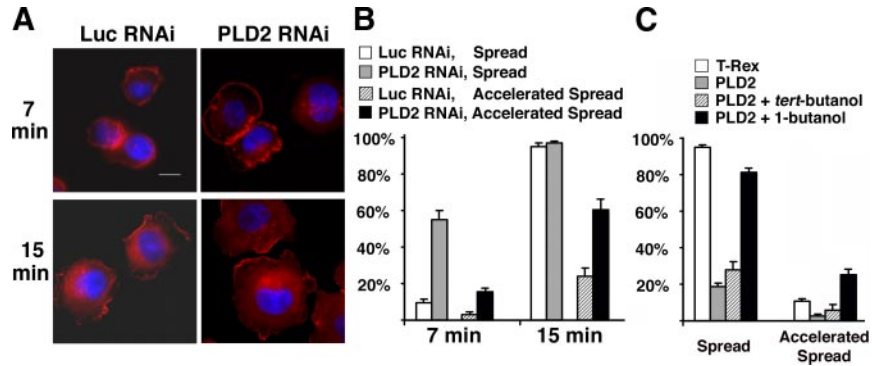 A
Luc RNAi
PLD2 RNAi
7
min
15
min
B
Luc RNAi, Spread
PLD2 RNAi, Spread
Luc RNAi, Accelerated Spread
PLD2 RNAi, Accelerated Spread
100%
80%
60%
40%
20%
7 min
15 min
C
T-Rex
PLD2
PLD2 + tert-butanol
PLD2 + 1-butanol
100%
80%
60%
40%
20%
Spread
Accelerated
Spread